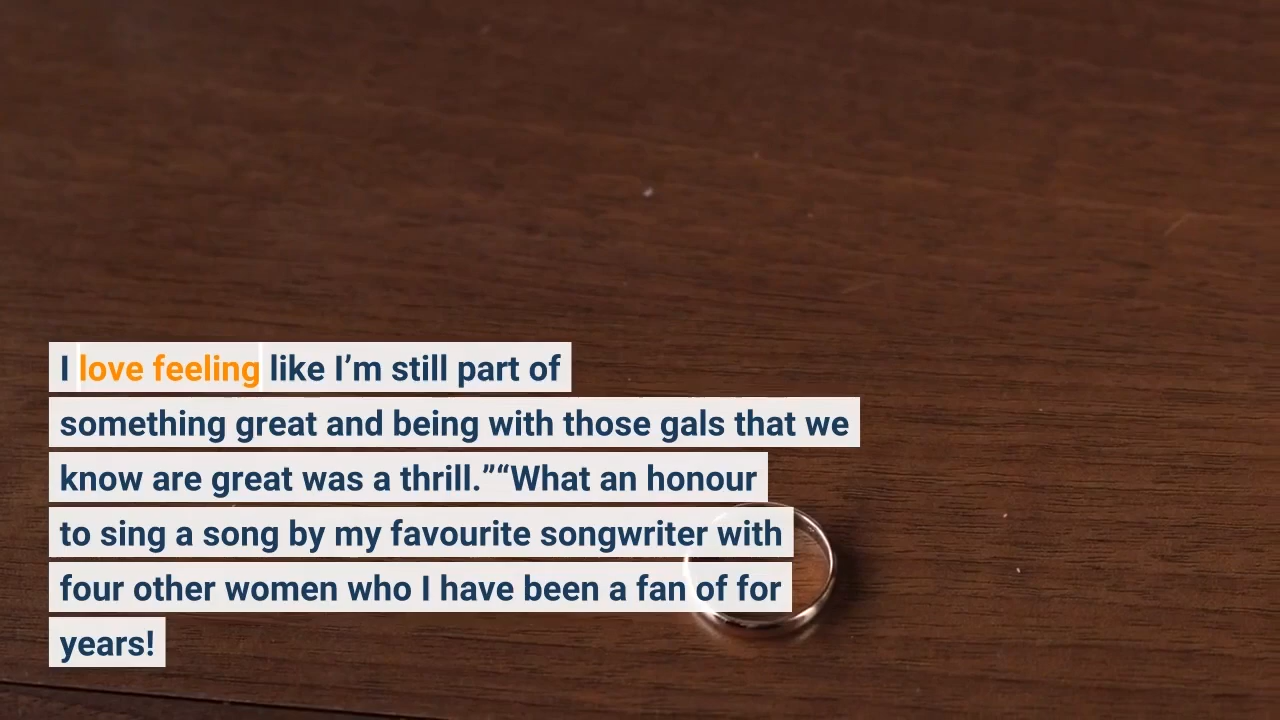 I love feeling like I’m still part of
something great and being with those gals that we
know are great was a thrill.”“What an honour
to sing a song by my favourite songwriter with
four other women who I have been a fan of for
years!